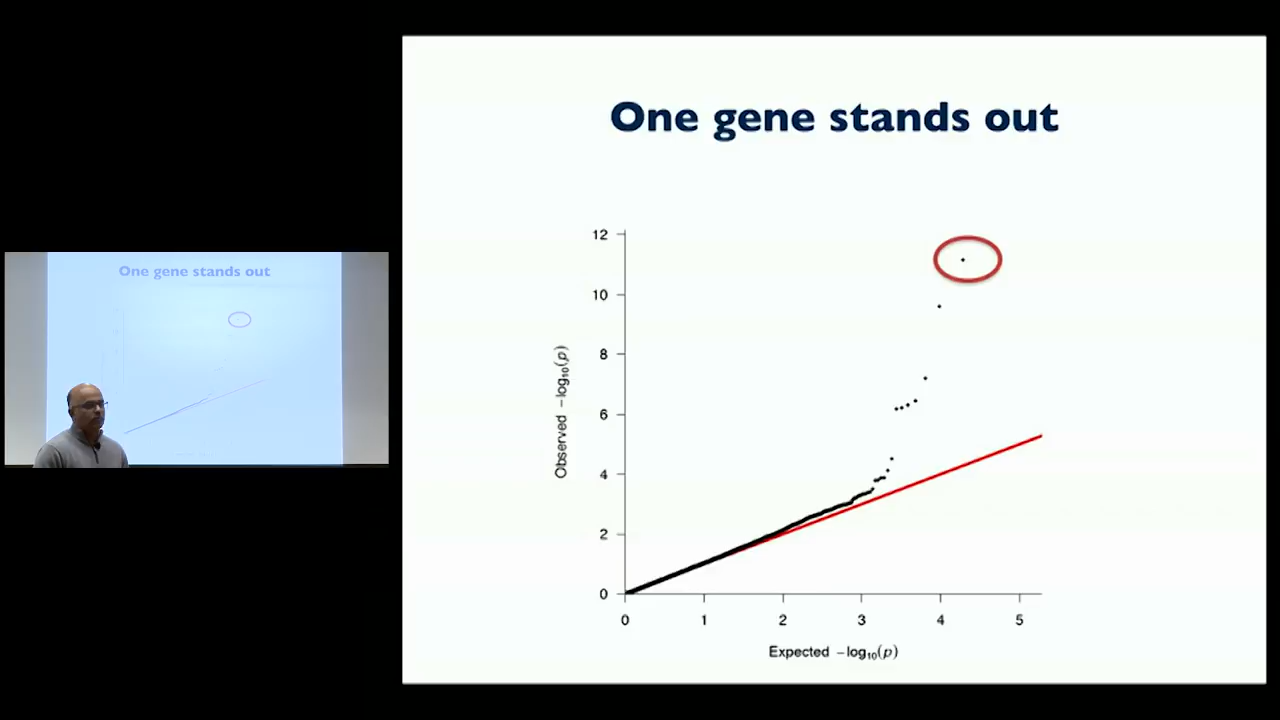 One gene stands out
12
10
8
6
4
2
0
Observed −log10(p)
0 1 2 3 4 5
Expected −log10(p)
One gene stands out